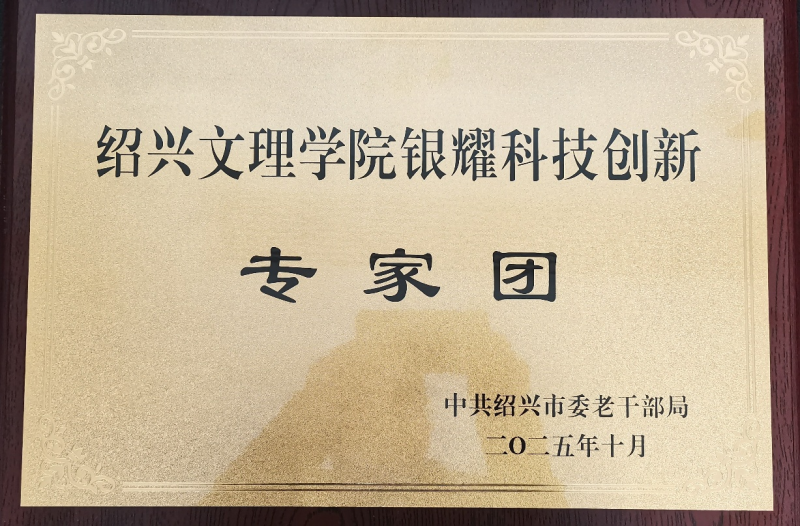 绍兴文理学院银耀科技创新
专家团
中共绍兴市委老干部局
二〇二五年十月